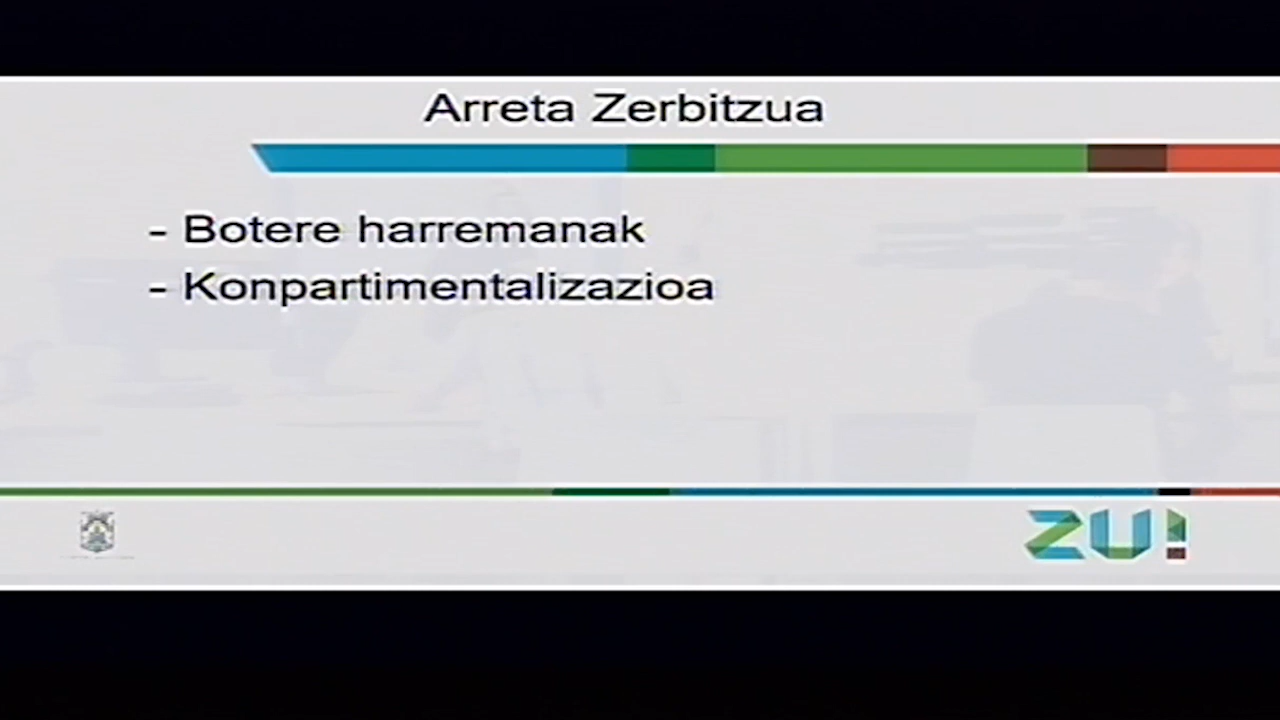 Arreta Zerbitzua
- Botere harremanak
- Konpartimentalizazioa
ZU!